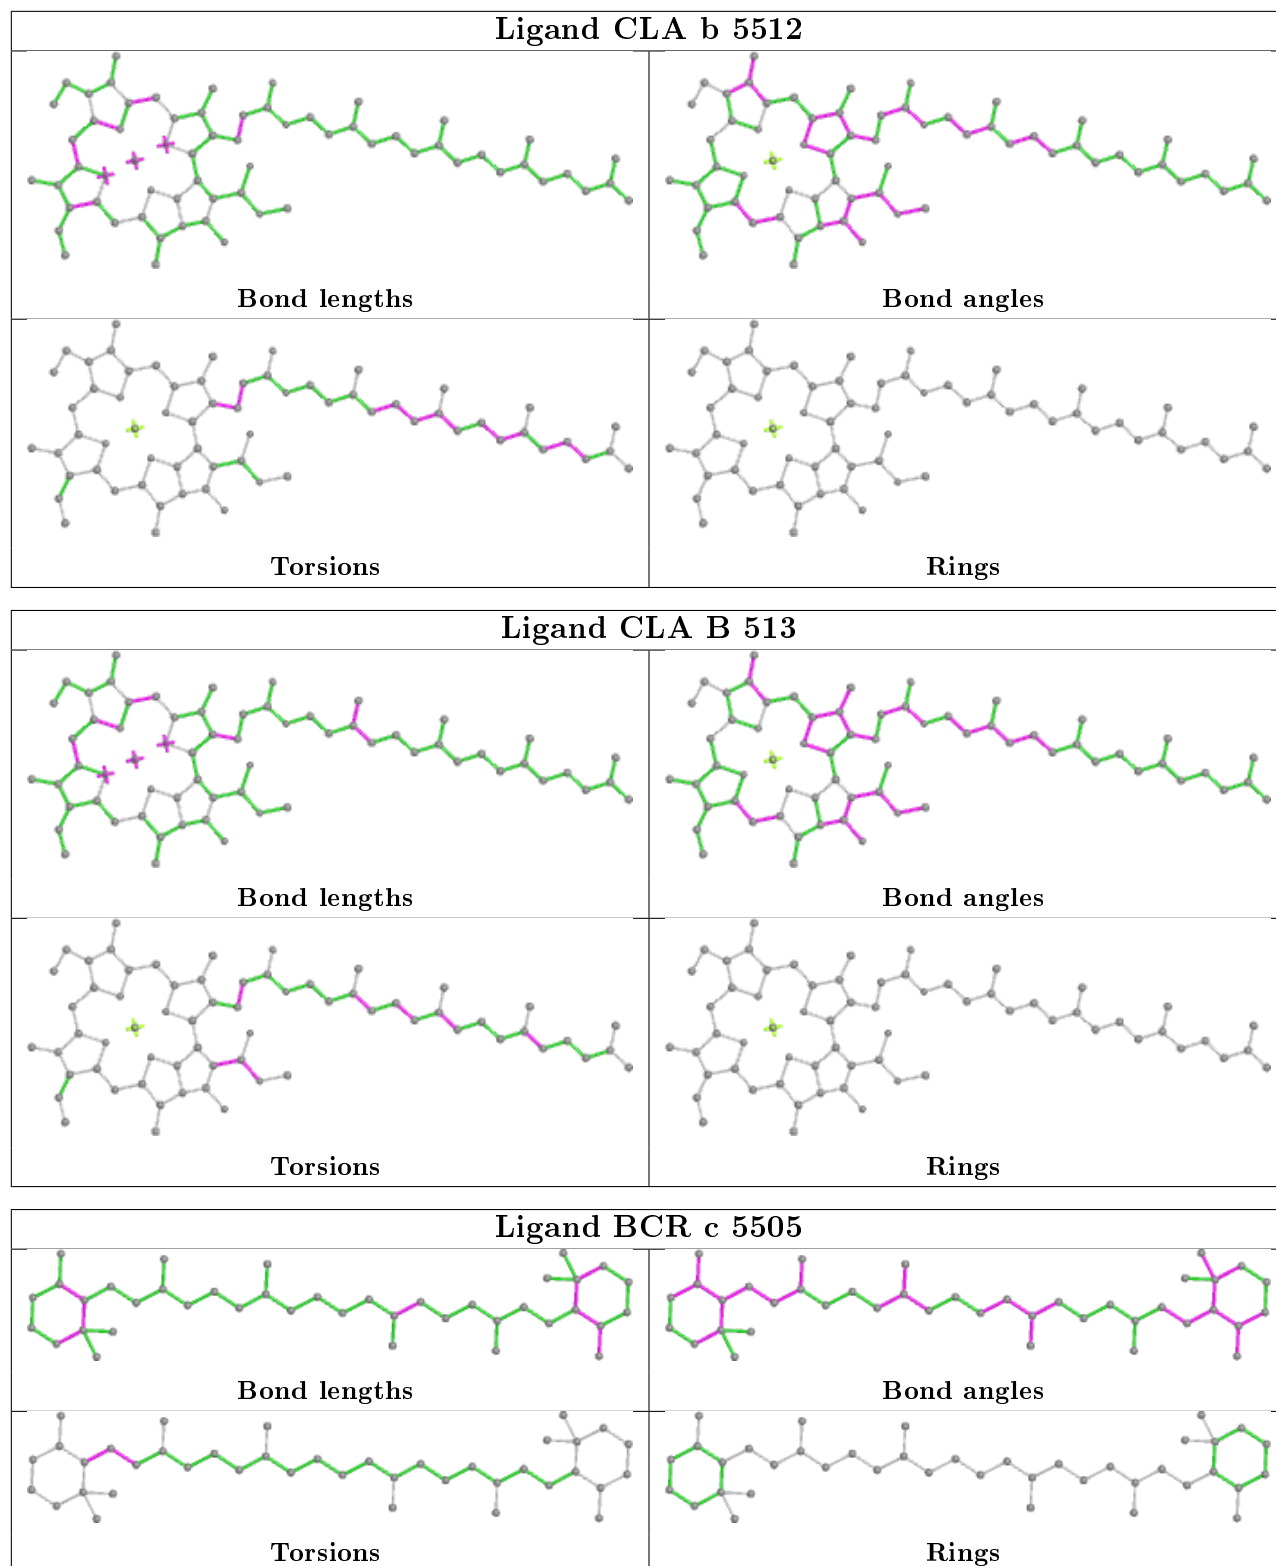 Ligand CLA b 5512
Bond lengths
Bond angles
Torsions
Rings
Ligand CLA B 513
Bond lengths
Bond angles
Torsions
Rings
Ligand BCR c 5505
Bond lengths
Bond angles
Torsions
Rings